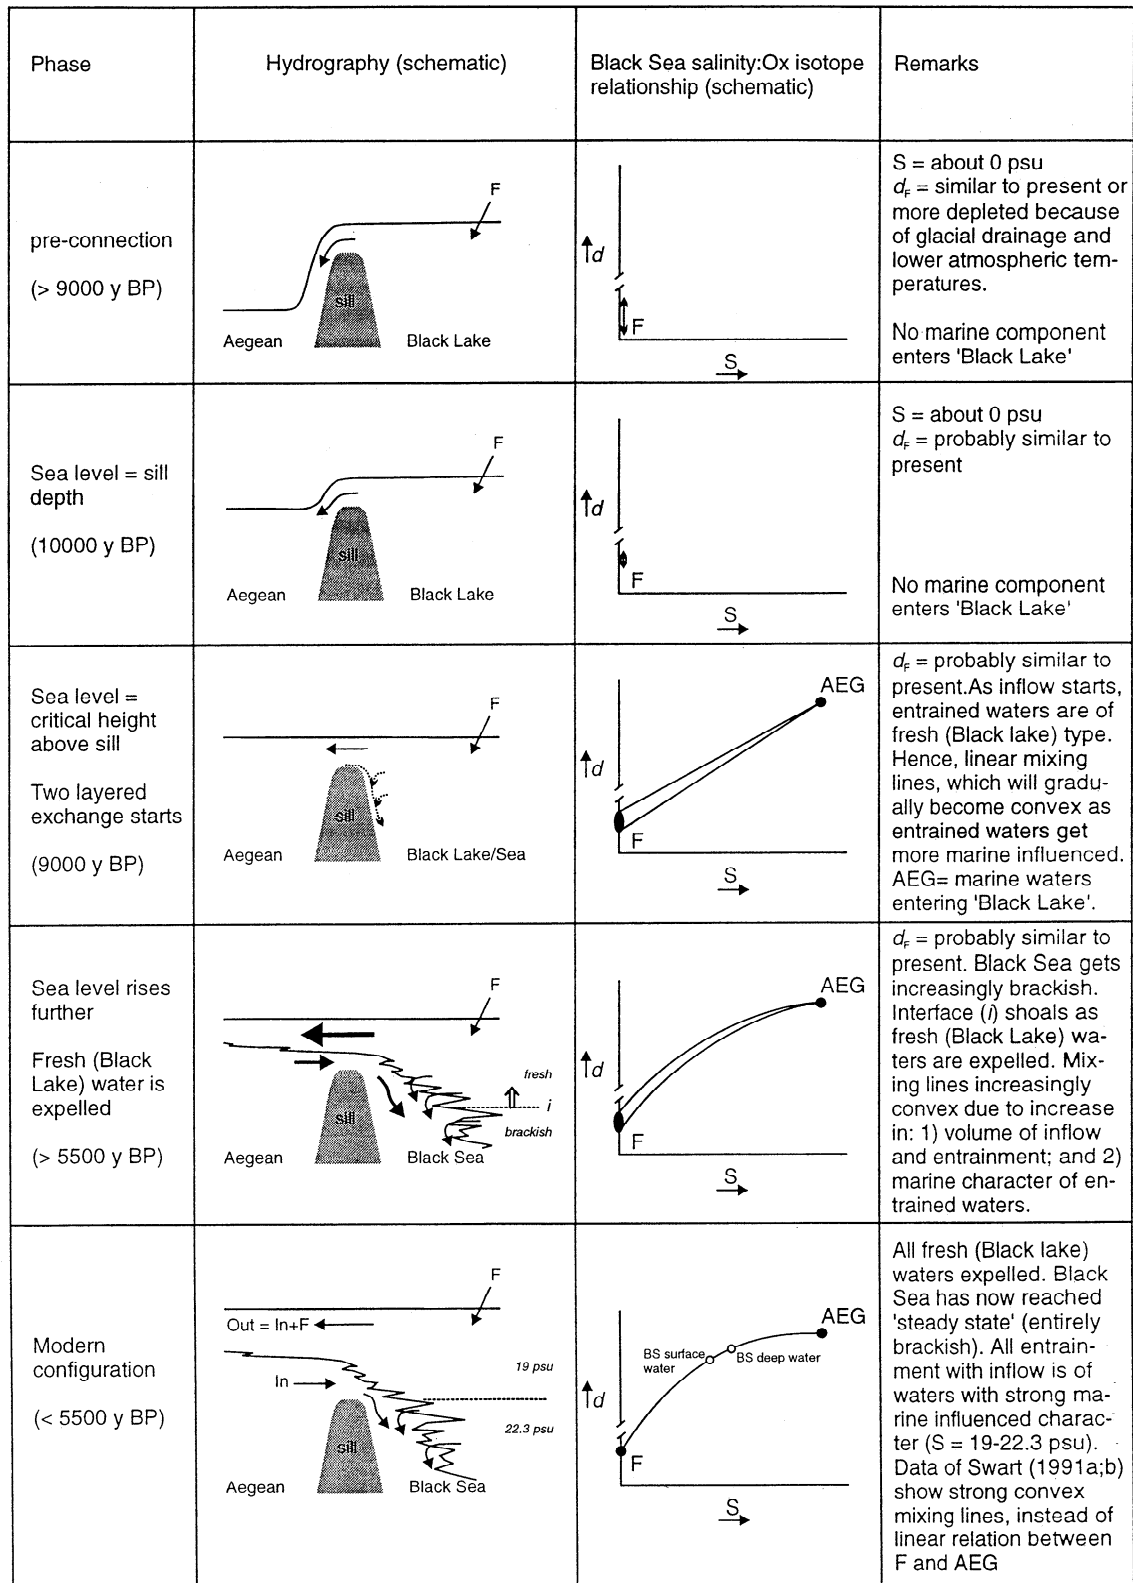 Phase
Hydrography (schematic)
Black Sea salinity:Ox isotope
relationship (schematic)
Remarks
pre-connection
(> 9000 y BP)
F
sill
Aegean
Black Lake
d
F
S
S = about 0 psu
dF = similar to present or
more depleted because
of glacial drainage and
lower atmospheric tem-
peratures.
No marine component
enters 'Black Lake'
Sea level = sill
depth
(10000 y BP)
F
sill
Aegean
Black Lake
d
F
S
S = about 0 psu
dF = probably similar to
present
No marine component
enters 'Black Lake'
Sea level =
critical height
above sill
Two layered
exchange starts
(9000 y BP)
F
sill
Aegean
Black Lake/Sea
AEG
d
F
S
dF = probably similar to
present.As inflow starts,
entrained waters are of
fresh (Black lake) type.
Hence, linear mixing
lines, which will gradu-
ally become convex as
entrained waters get
more marine influenced.
AEG= marine waters
entering 'Black Lake'.
Sea level rises
further
Fresh (Black
Lake) water is
expelled
(> 5500 y BP)
F
fresh
i
brackish
sill
Aegean
Black Sea
AEG
d
F
S
dF = probably similar to
present. Black Sea gets
increasingly brackish.
Interface (i) shoals as
fresh (Black Lake) wa-
ters are expelled. Mix-
ing lines increasingly
convex due to increase
in: 1) volume of inflow
and entrainment; and 2)
marine character of en-
trained waters.
Modern
configuration
(< 5500 y BP)
F
Out = In+F
In
19 psu
22.3 psu
sill
Aegean
Black Sea
AEG
BS surface
water
BS deep water
d
F
S
All fresh (Black lake)
waters expelled. Black
Sea has now reached
'steady state' (entirely
brackish). All entrain-
ment with inflow is of
waters with strong ma-
rine influenced charac-
ter (S = 19-22.3 psu).
Data of Swart (1991a;b)
show strong convex
mixing lines, instead of
linear relation between
F and AEG